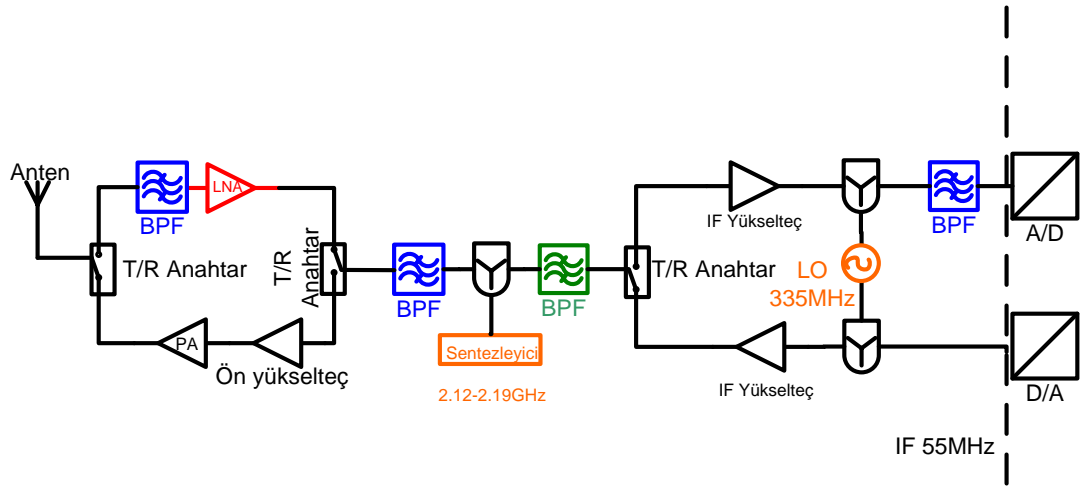 Anten
LNA
BPF
T/R Anahtar
T/R
Anahtar
PA
Ön yükselteç
BPF
Sentezleyici
2.12-2.19GHz
BPF
T/R Anahtar
IF Yükselteç
LO
335MHz
BPF
A/D
IF Yükselteç
D/A
IF 55MHz